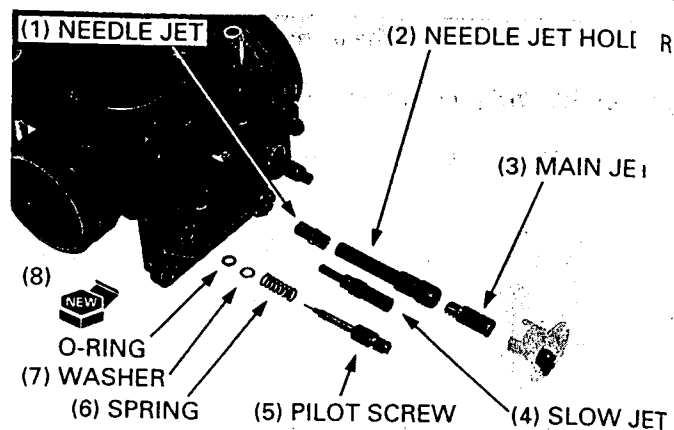 (1) NEEDLE JET
(2) NEEDLE JET HOL R
(3) MAIN JE
(8)
NEW
O-RING
(7) WASHER
(6) SPRING
(5) PILOT SCREW
(4) SLOW JET